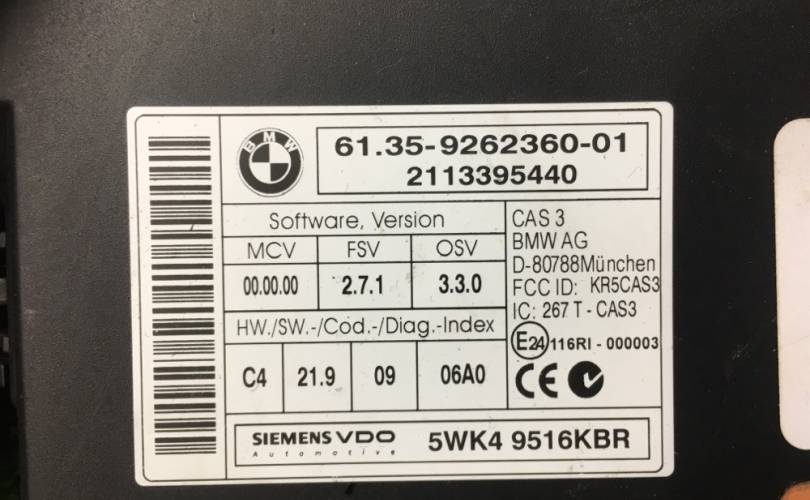 BMW
61.35-9262360-01
2113395440
Software, Version
MCV FSV OSV
00.00.00 2.7.1 3.3.0
HW./SW.-/Cod.-/Diag.-Index
C4 21.9 09 06A0
CAS 3
BMW AG
D-80788München
FCC ID: KR5CAS3
IC: 267 T - CAS3
E24 116RI - 000003
CE
SIEMENS VDO
Automotive
5WK4 9516KBR